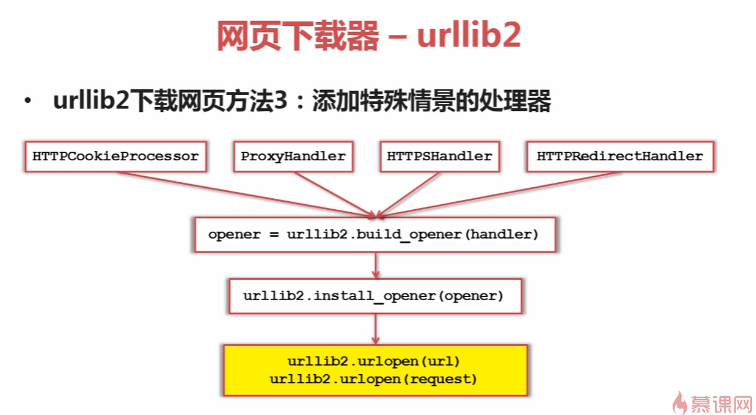 网页下载器 – urllib2
• urllib2下载网页方法3：添加特殊情景的处理器
HTTPCookieProcessor
ProxyHandler
HTTPSHandler
HTTPRedirectHandler
opener = urllib2.build_opener(handler)
urllib2.install_opener(opener)
urllib2.urlopen(url)
urllib2.urlopen(request)
慕课网